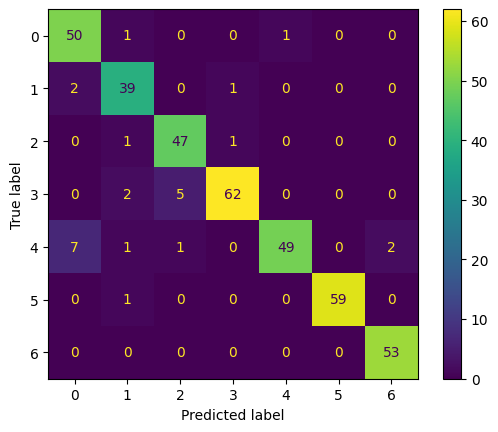 0 50 1 0 0 1 0 0
1 2 39 0 1 0 0 0
2 0 1 47 1 0 0 0
3 0 2 5 62 0 0 0
4 7 1 1 0 49 0 2
5 0 1 0 0 0 59 0
6 0 0 0 0 0 0 53
0 1 2 3 4 5 6
True label
Predicted label
60
50
40
30
20
10
0